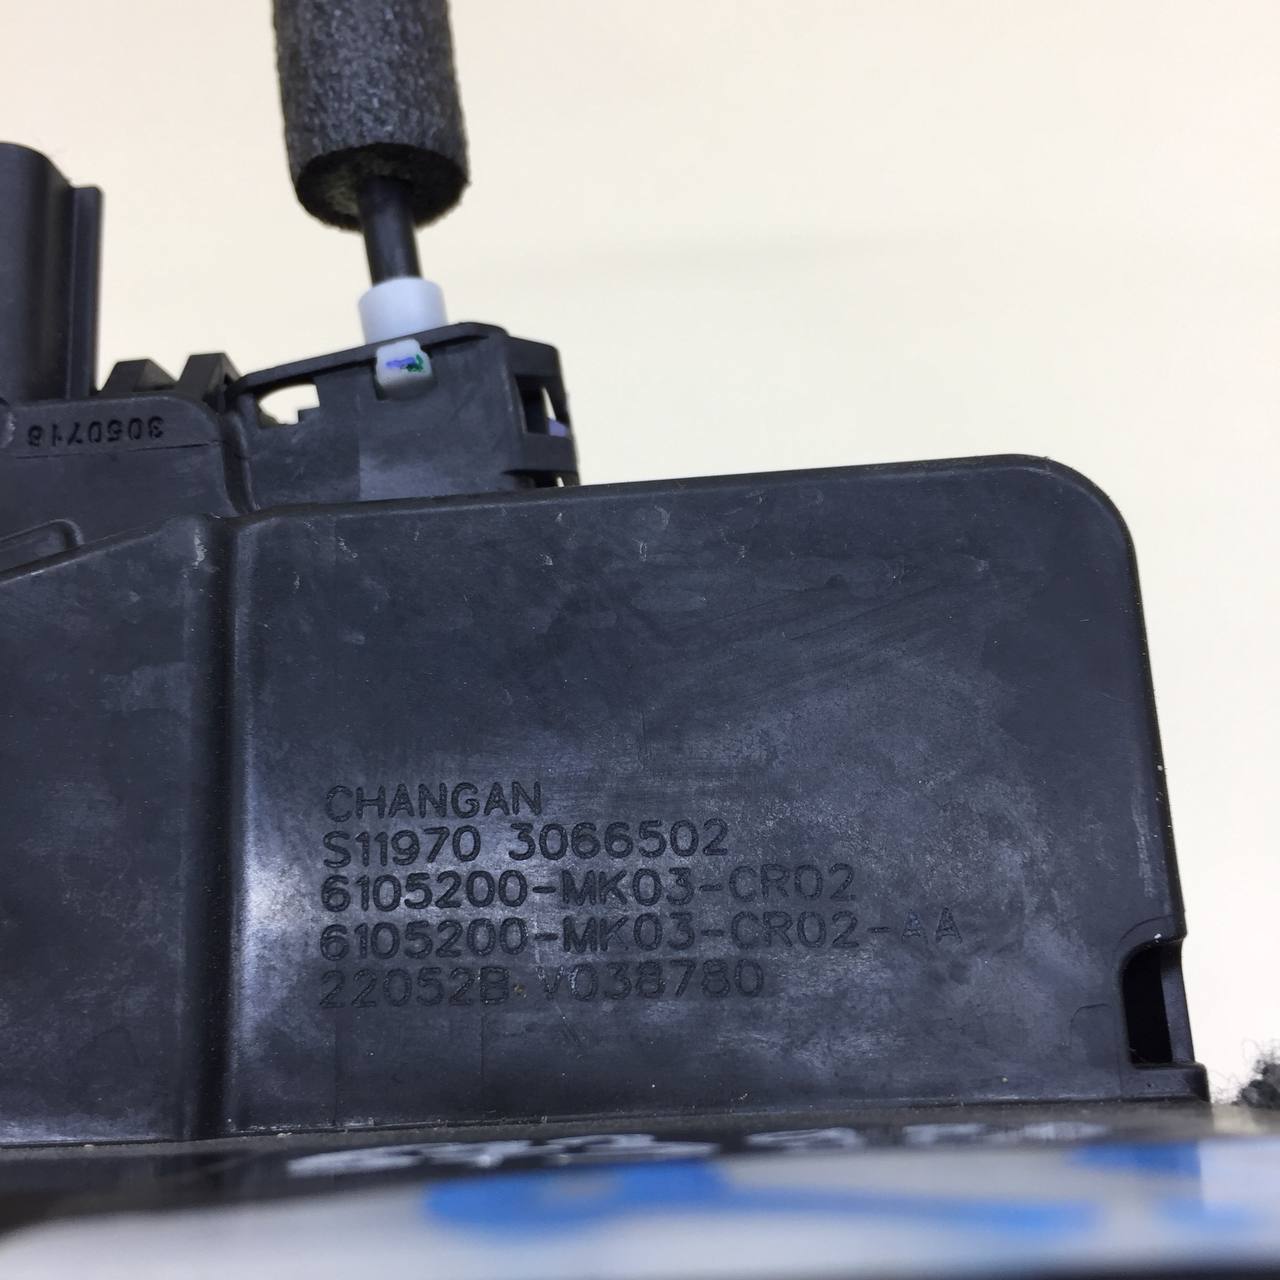 3050718
CHANGAN
S11970 3066502
6105200-MK03-CR02
6105200-MK03-CR02-AA
22052B V038780